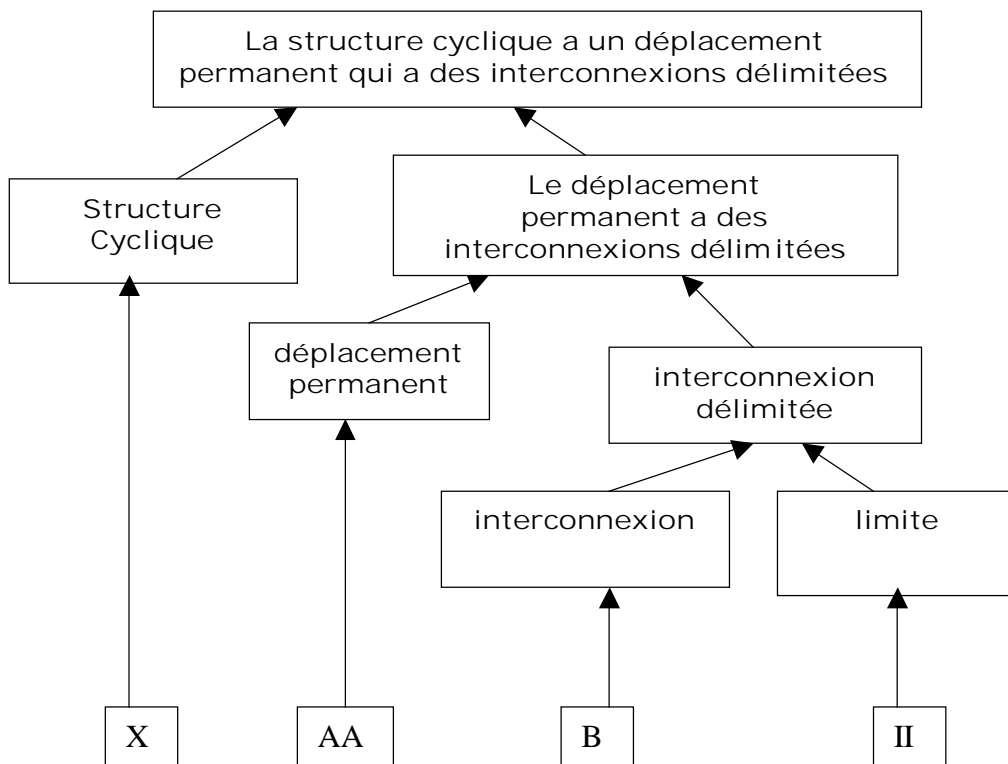 La structure cyclique a un déplacement
permanent qui a des interconnexions délimitées
Structure
Cyclique
Le déplacement
permanent a des
interconnexions délimitées
déplacement
permanent
interconnexion
délimitée
interconnexion
limite
X
AA
B
II